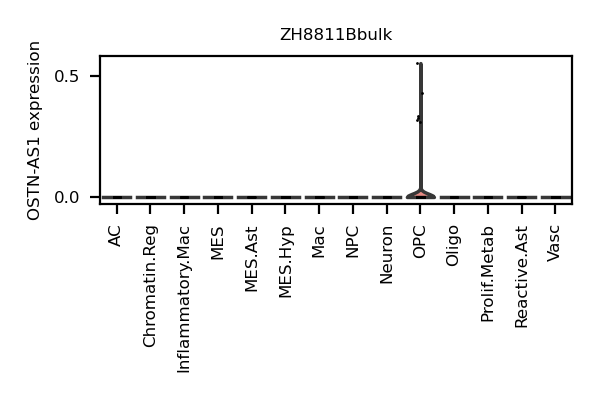 ZH8811Bbulk
OSTN-AS1 expression
0.5
0.0
AC
Chromatin.Reg
Inflammatory.Mac
MES
MES.Ast
MES.Hyp
Mac
NPC
Neuron
OPC
Oligo
Prolif.Metab
Reactive.Ast
Vasc